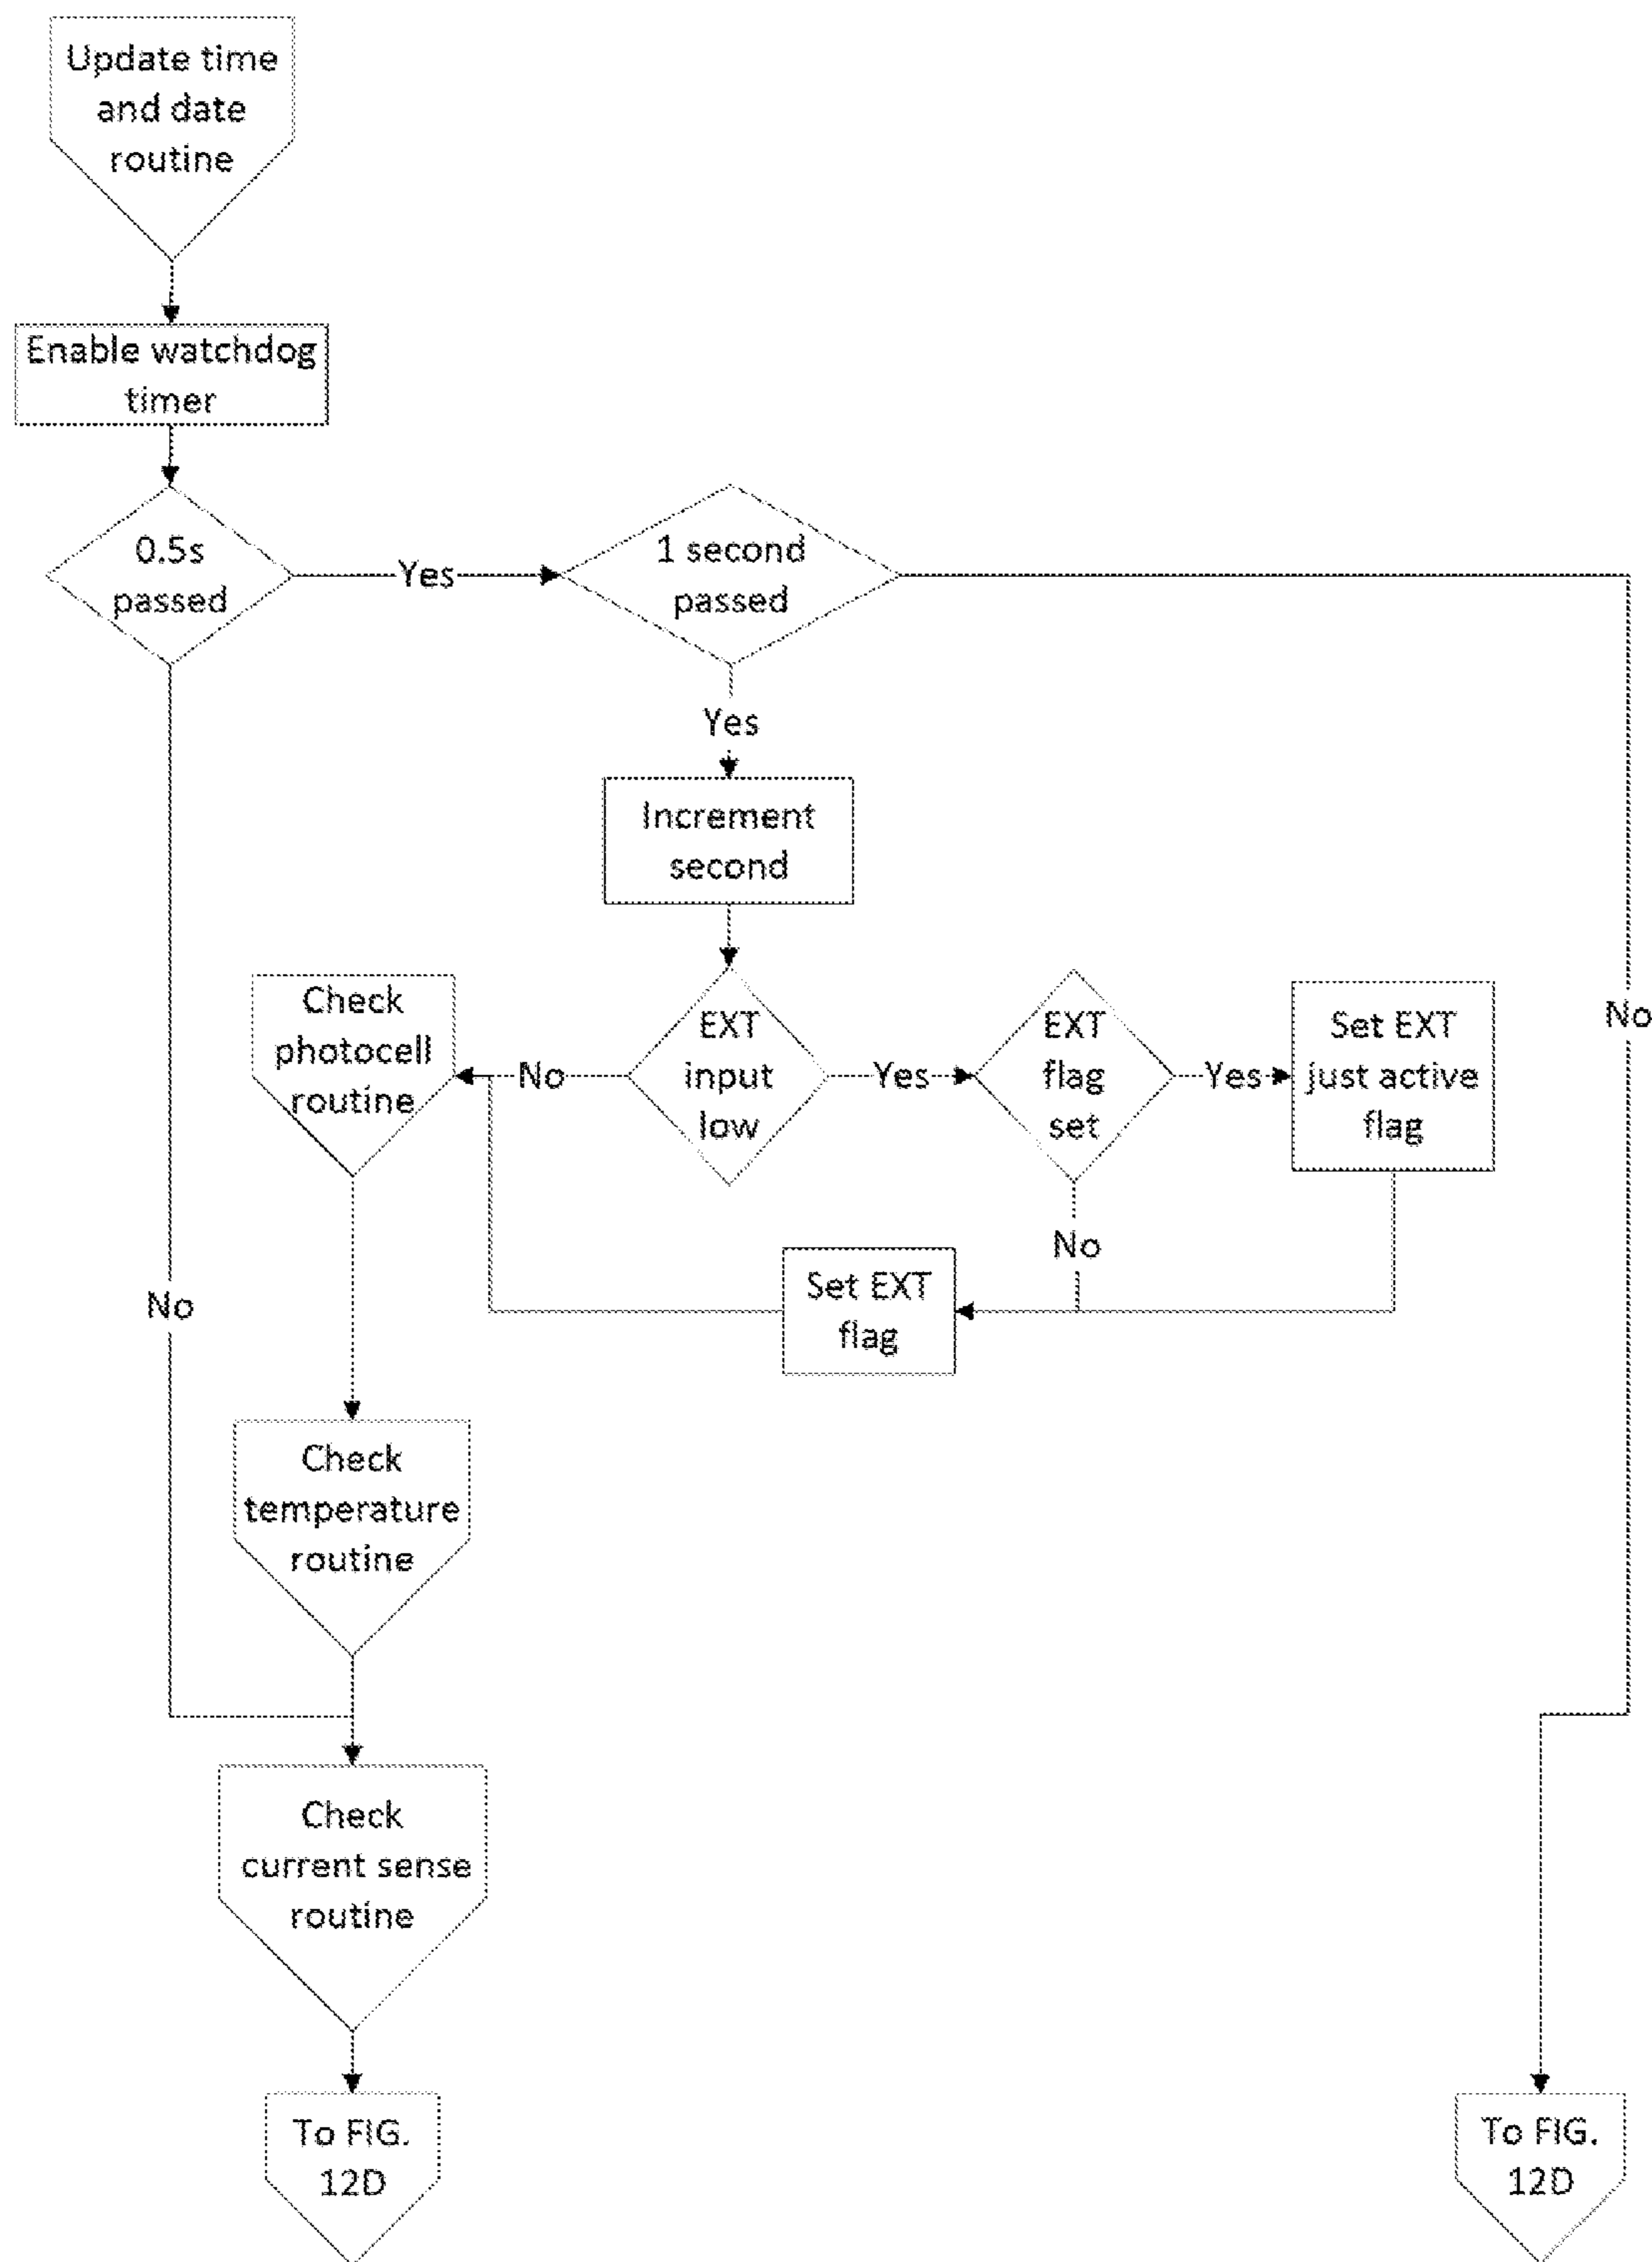 Update time
and date
routine
Enable watchdog
timer
0.5s
passed
Yes
1 second
passed
Yes
Increment
second
No
Check
photocell
routine
No
EXT
input
low
Yes
EXT
flag
set
Yes
Set EXT
just active
flag
No
Set EXT
flag
No
Check
temperature
routine
Check
current sense
routine
To FIG.
12D
To FIG.
12D